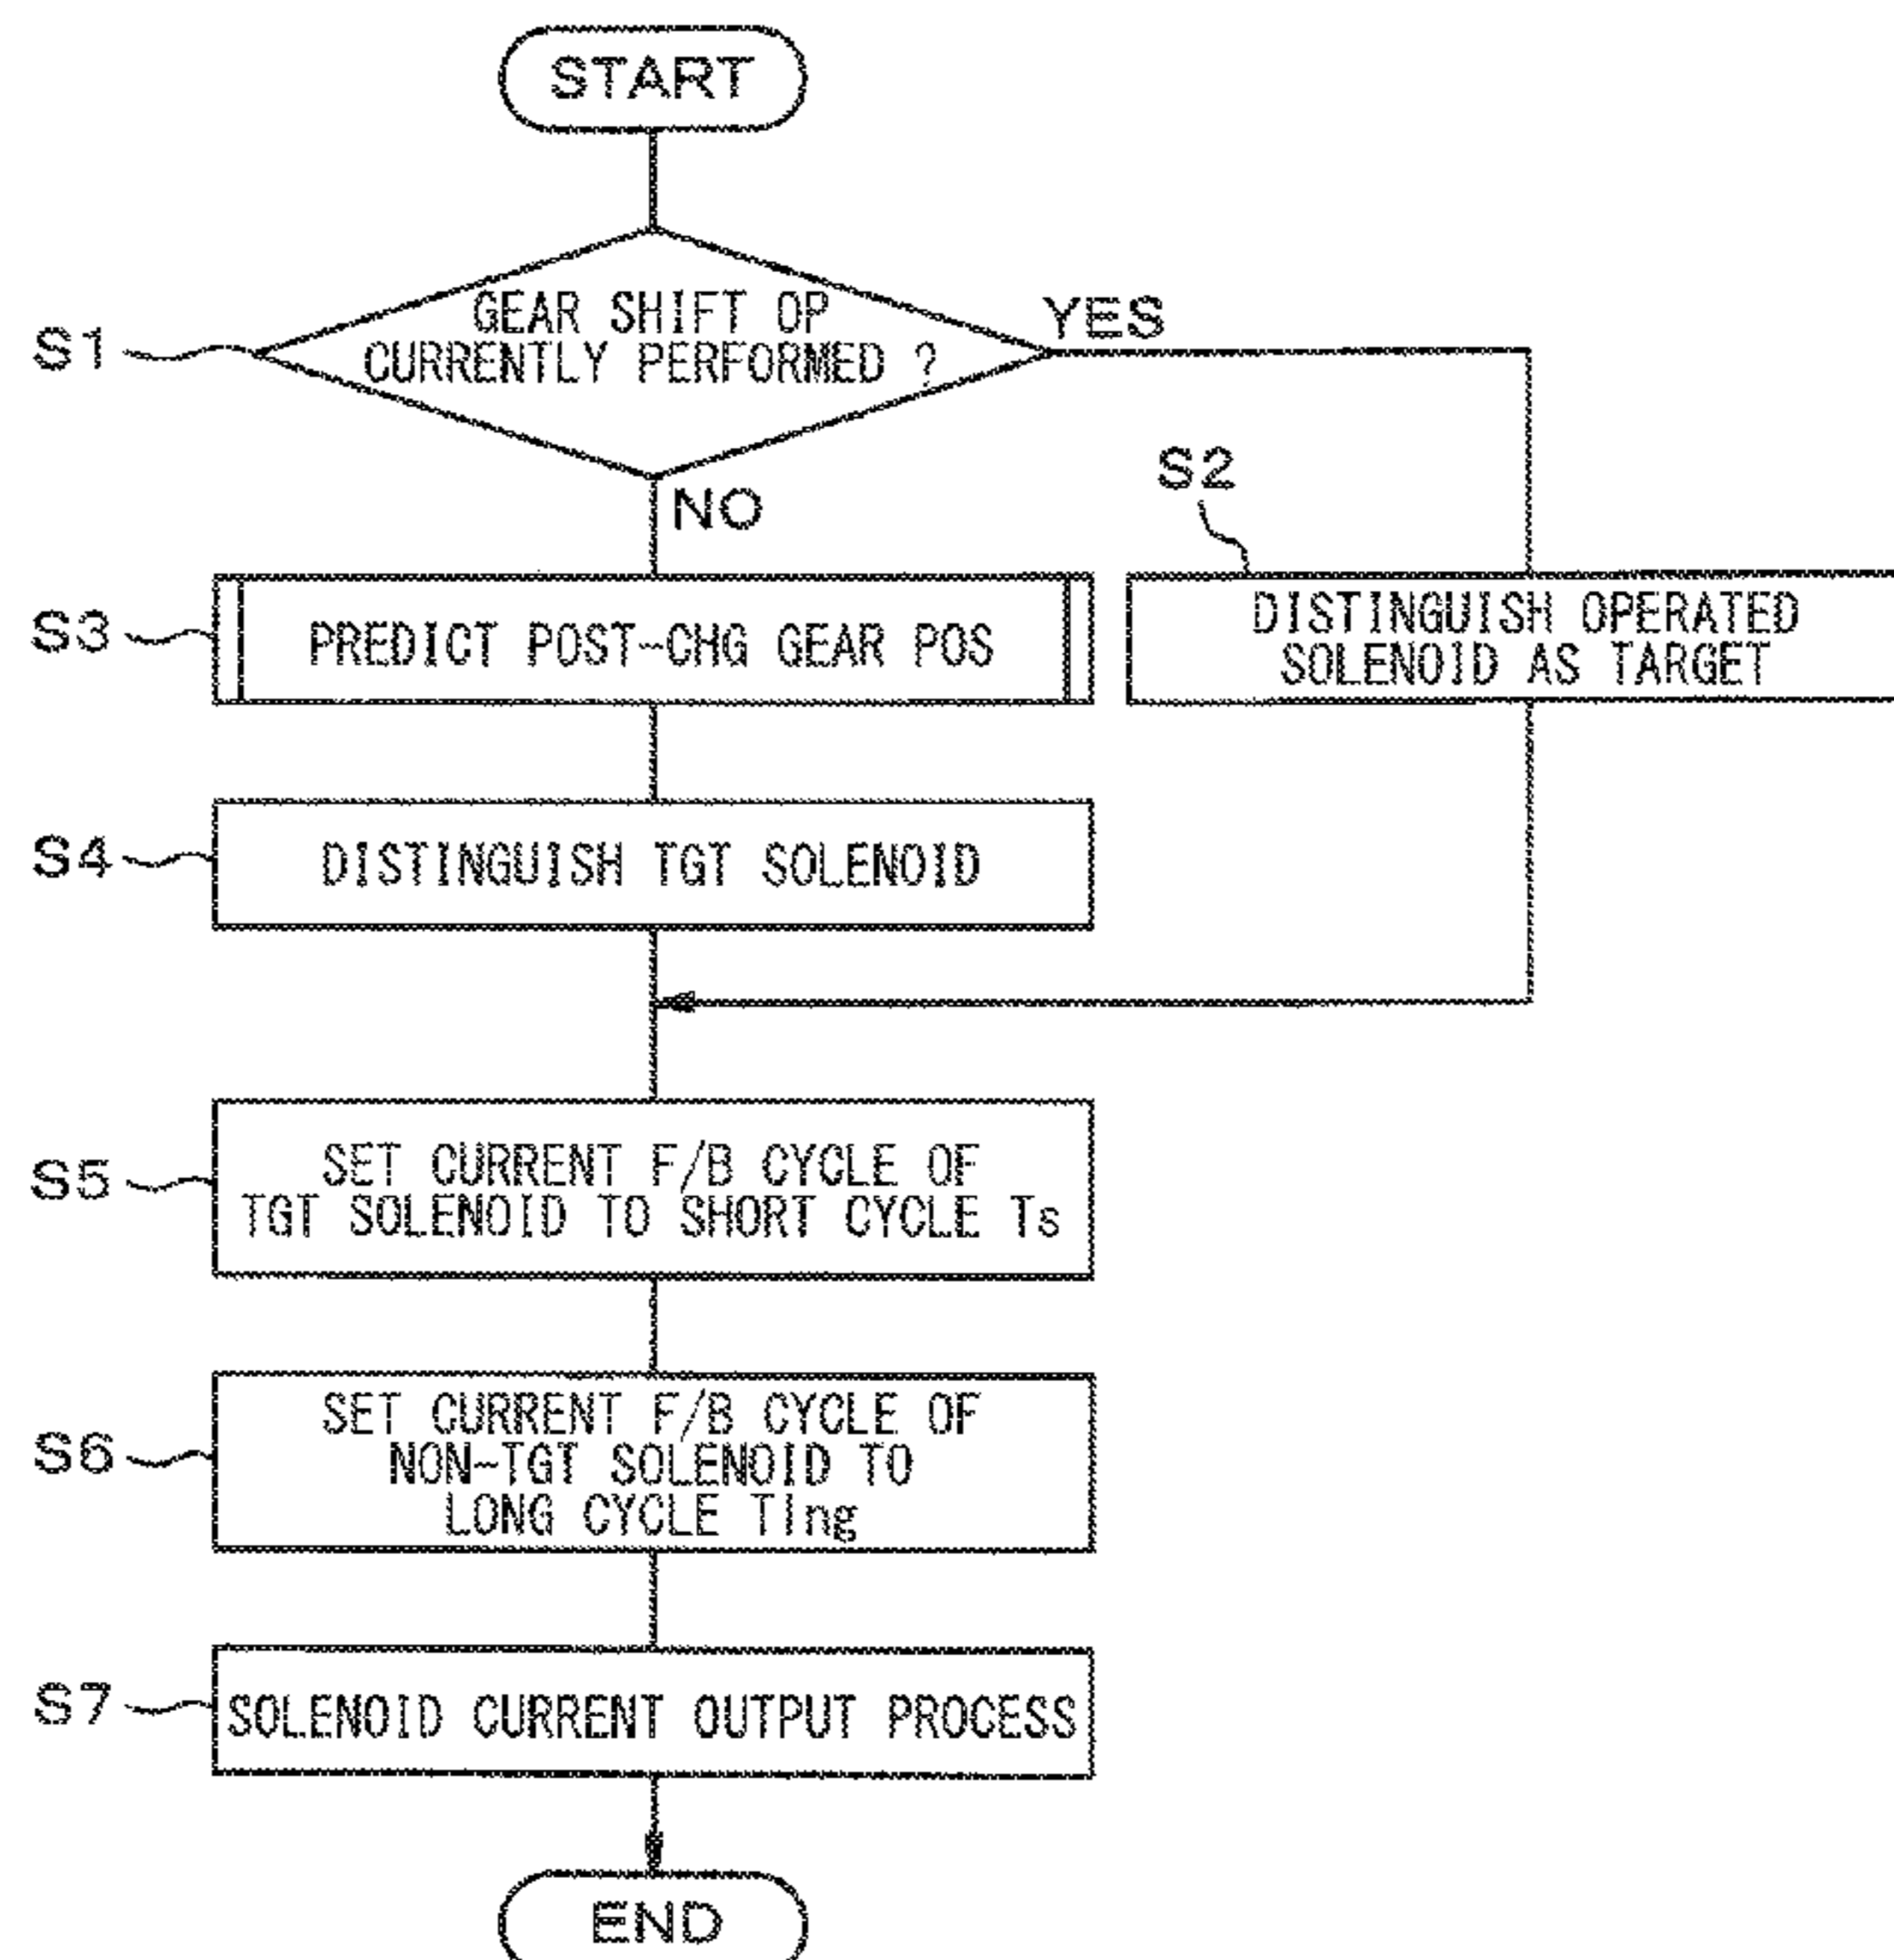 START
S1
GEAR SHIFT OP
CURRENTLY PERFORMED ?
YES
NO
S2
S3
PREDICT POST-CHG GEAR POS
DISTINGUISH OPERATED
SOLENOID AS TARGET
S4
DISTINGUISH TGT SOLENOID
S5
SET CURRENT F/B CYCLE OF
TGT SOLENOID TO SHORT CYCLE Ts
S6
SET CURRENT F/B CYCLE OF
NON-TGT SOLENOID TO
LONG CYCLE Tlng
S7
SOLENOID CURRENT OUTPUT PROCESS
END